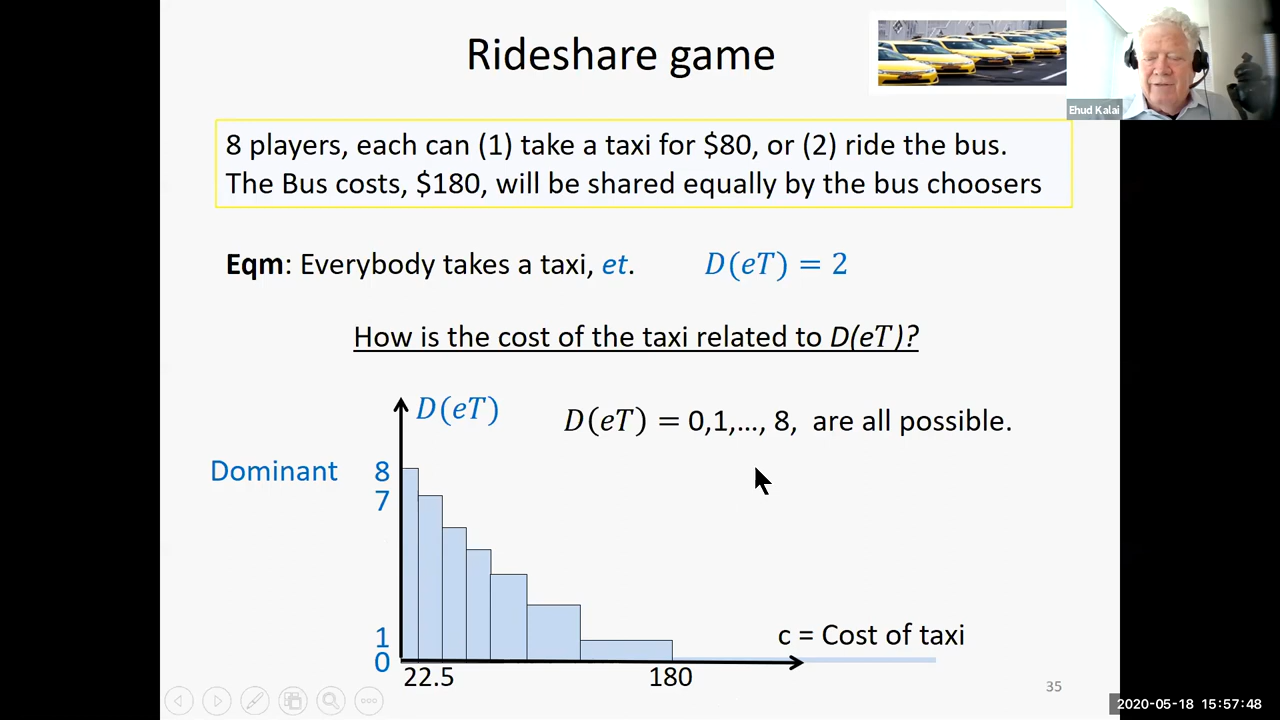 Rideshare game
Ehud Kalai
8 players, each can (1) take a taxi for $80, or (2) ride the bus.
The Bus costs, $180, will be shared equally by the bus choosers
Eqm: Everybody takes a taxi, et. D(eT) = 2
How is the cost of the taxi related to D(eT)?
D(eT)
D(eT) = 0,1,..., 8, are all possible.
Dominant 8
7
1
c = Cost of taxi
0
22.5 180
35
2020-05-18 15:57:48